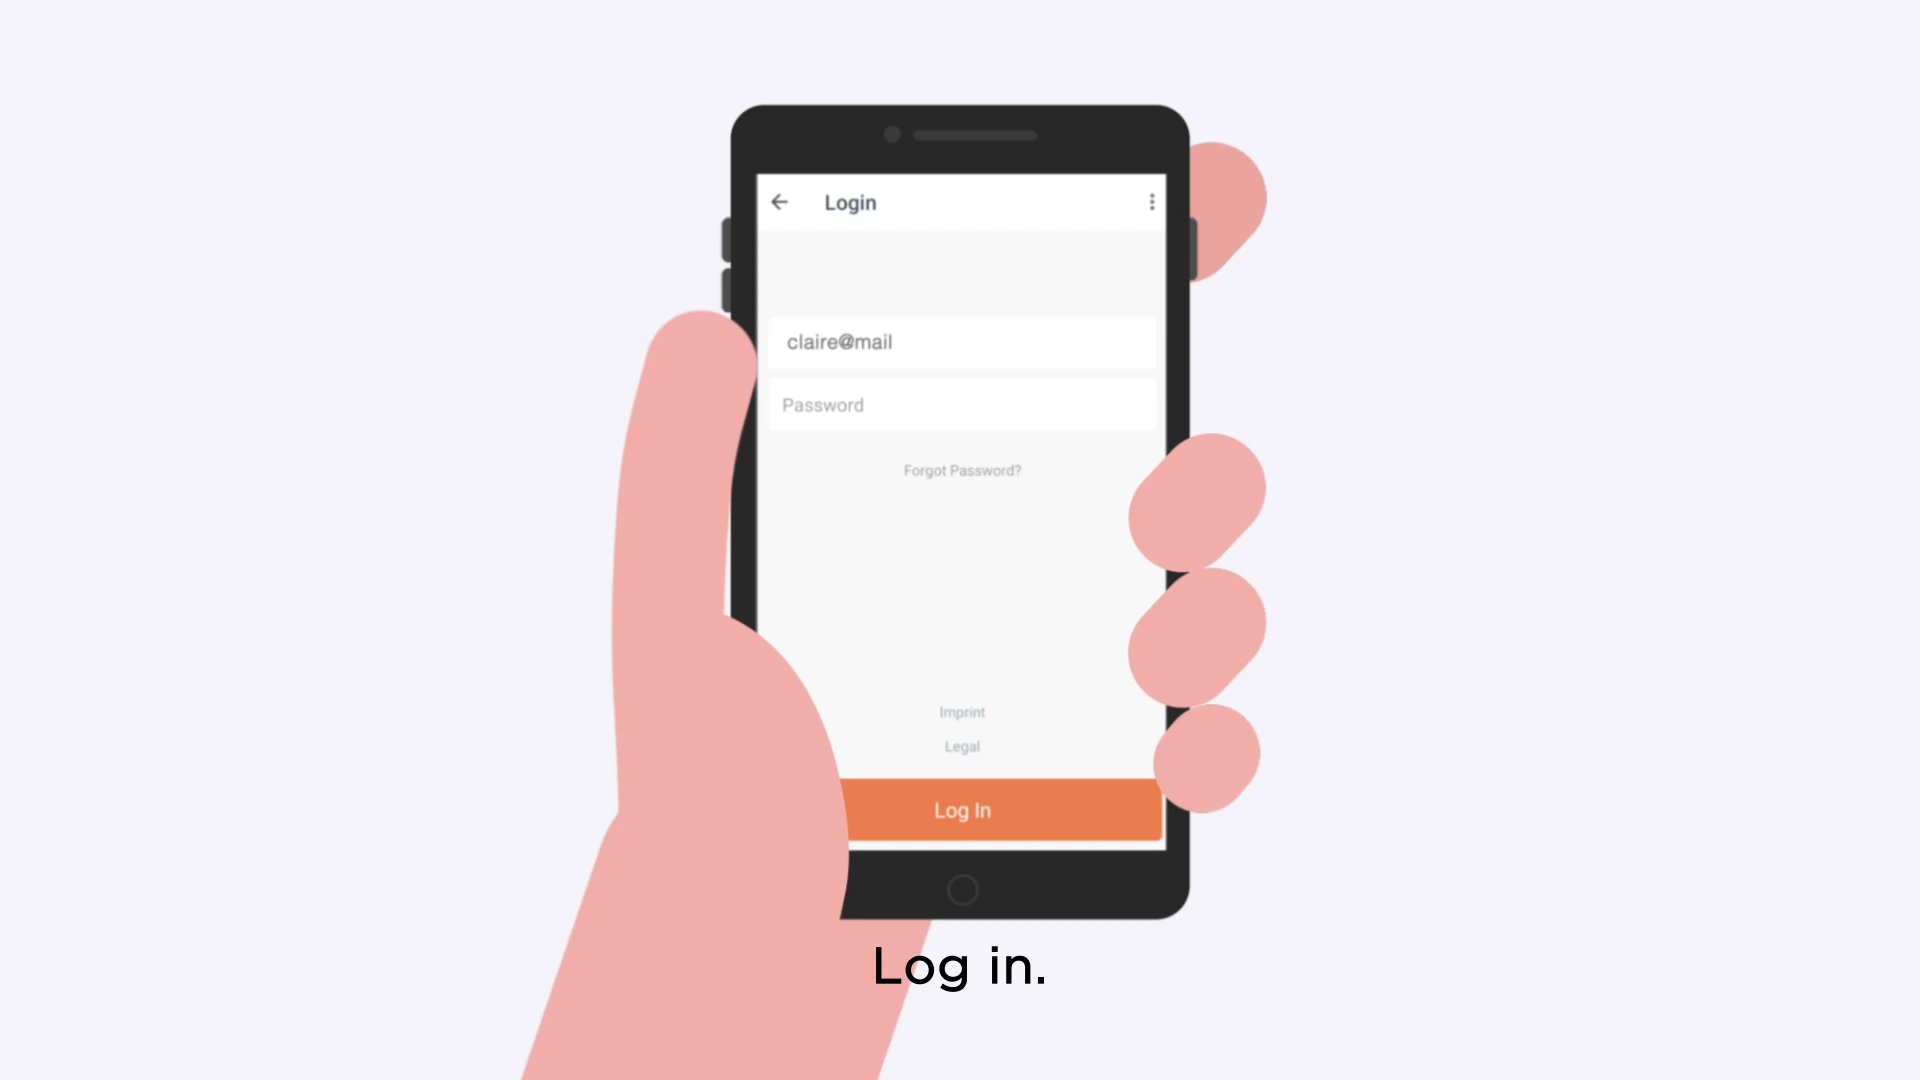 Login
claire@mail
Password
Forgot Password?
Imprint
Legal
Log In
Log in.